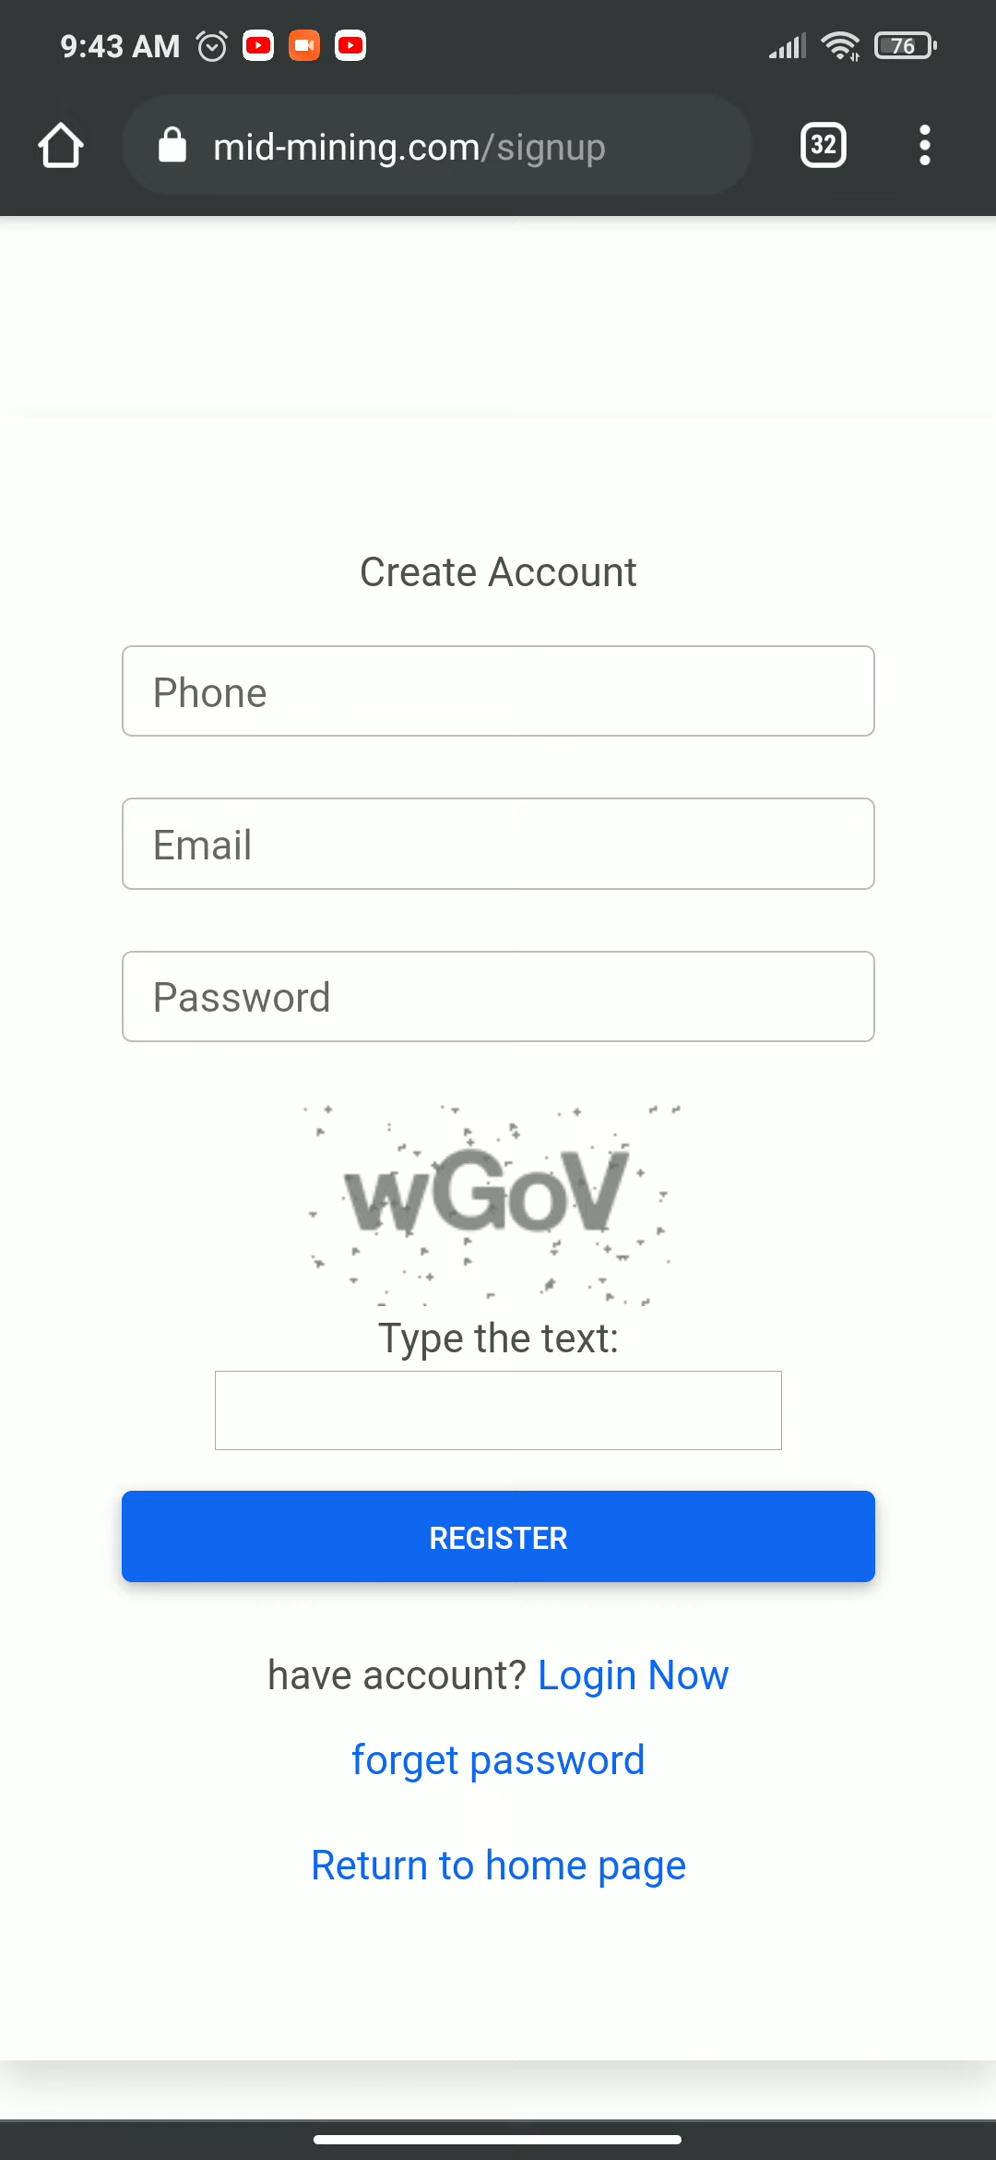 9:43 AM
76
mid-mining.com/signup
32
Create Account
Phone
Email
Password
wGoV
Type the text:
REGISTER
have account? Login Now
forget password
Return to home page